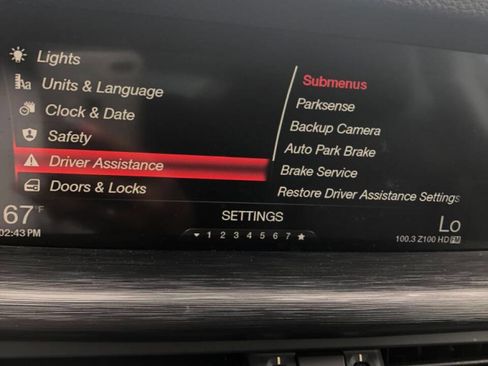 Lights
Units & Language
Clock & Date
Safety
Driver Assistance
Doors & Locks
Submenus
Parksense
Backup Camera
Auto Park Brake
Brake Service
Restore Driver Assistance Settings
67°F
02:43 PM
SETTINGS
1 2 3 4 5 6 7
Lo
100.3 Z100 HD FM